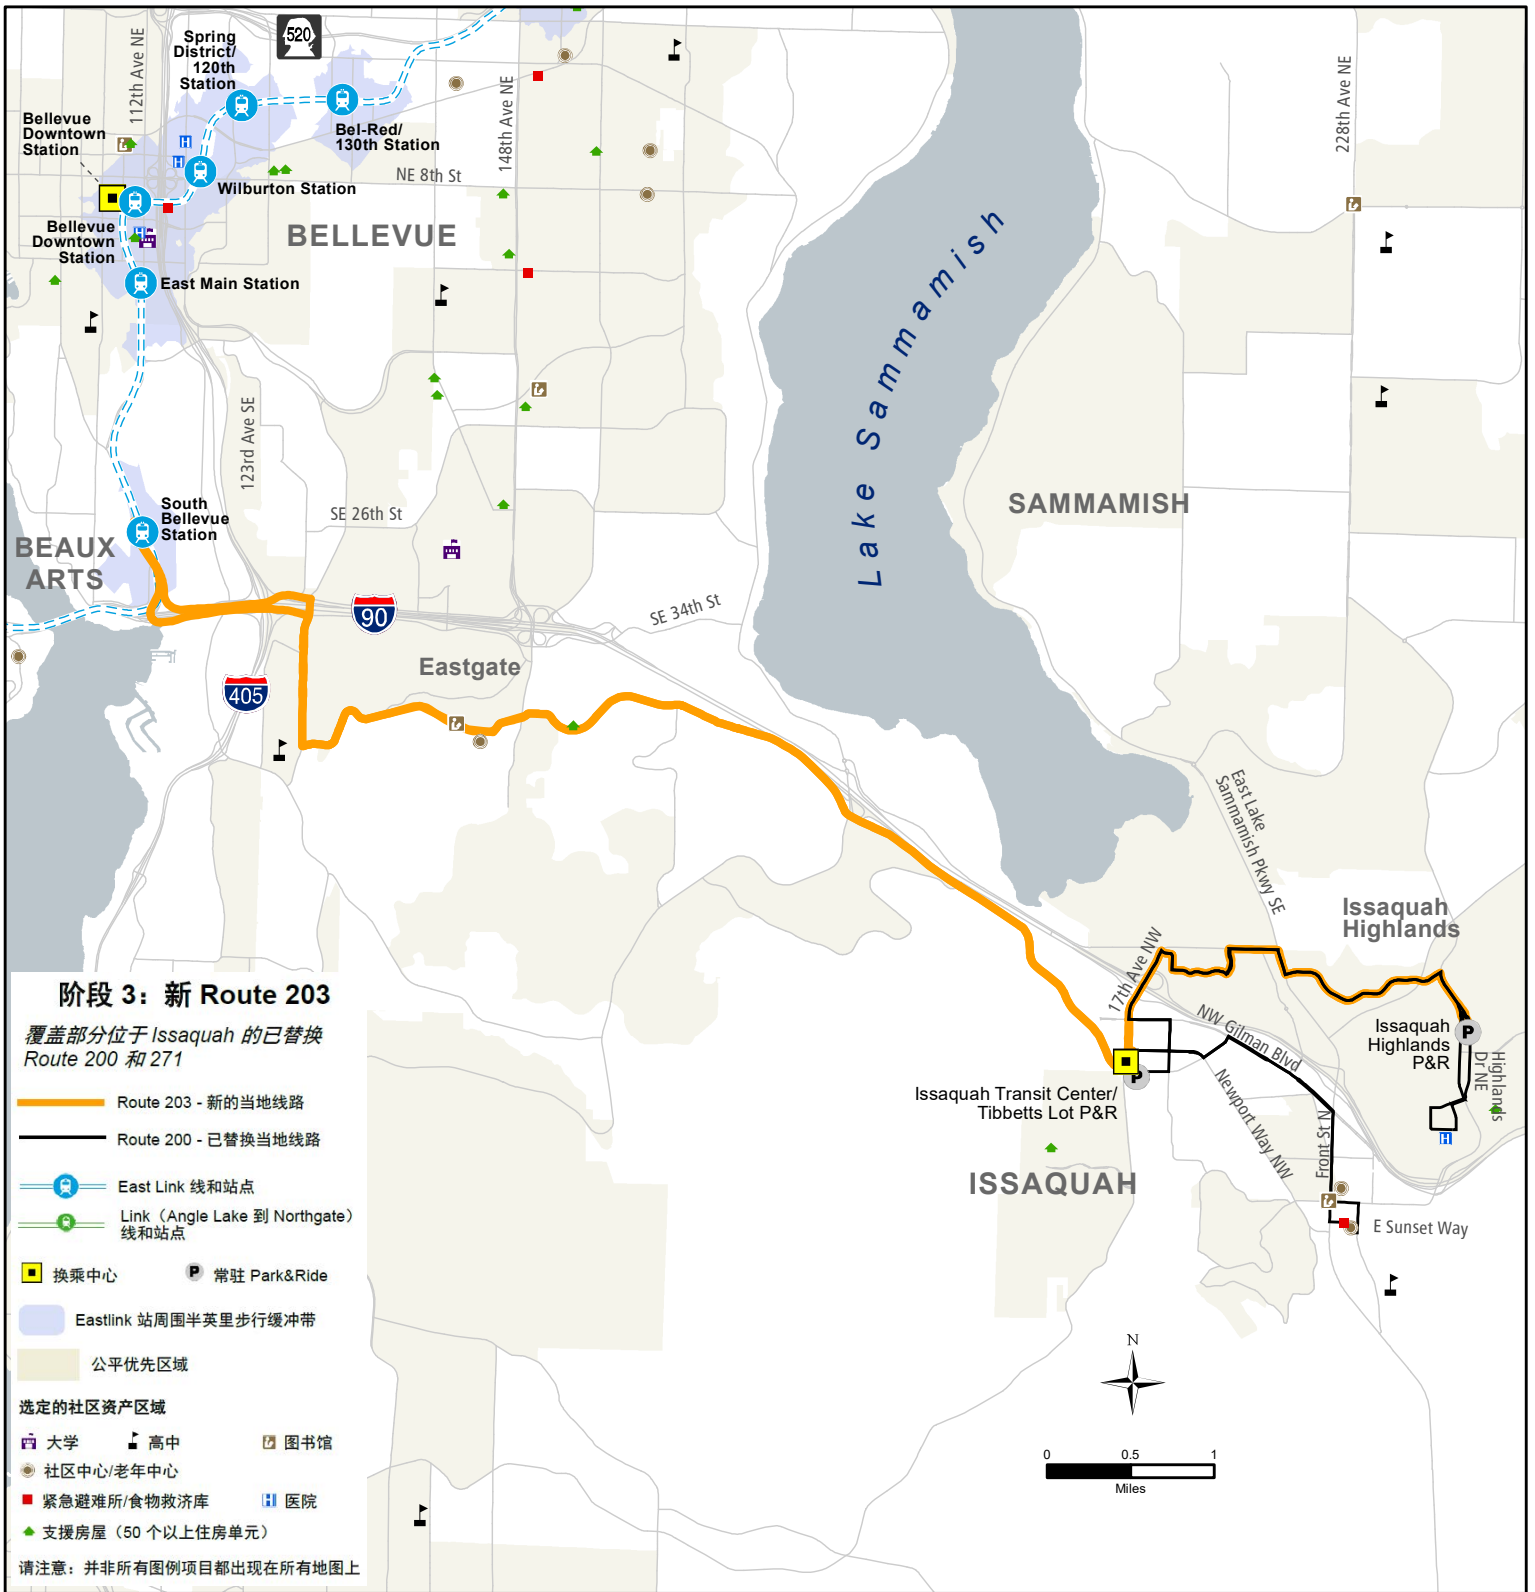 520
112th Ave NE
Spring
District/
120th
Station
Bellevue
Downtown
Station
Bel-Red/
130th Station
148th Ave NE
228th Ave NE
NE 8th St
Wilburton Station
BELLEVUE
Bellevue
Downtown
Station
East Main Station
Lake Sammamish
123rd Ave SE
South
Bellevue
Station
SE 26th St
SAMMAMISH
BEAUX
ARTS
90
SE 34th St
Eastgate
405
East Lake
Sammamish Pkwy SE
Issaquah
Highlands
17th Ave NW
NW Gilman Blvd
Issaquah
Highlands
P&R
P
Highlands
Dr NE
Issaquah Transit Center/
Tibbetts Lot P&R
P
Newport Way NW
Front St N
ISSAQUAH
E Sunset Way
H
H
H
H
阶段 3：新 Route 203
覆盖部分位于 Issaquah 的已替换
Route 200 和 271
Route 203 - 新的当地线路
Route 200 - 已替换当地线路
East Link 线和站点
Link（Angle Lake 到 Northgate）
线和站点
换乘中心
P 常驻 Park&Ride
Eastlink 站周围半英里步行缓冲带
公平优先区域
选定的社区资产区域
大学 高中 图书馆
社区中心/老年中心
紧急避难所/食物救济库 H 医院
支援房屋（50 个以上住房单元）
请注意：并非所有图例项目都出现在所有地图上
N
0 0.5 1
Miles